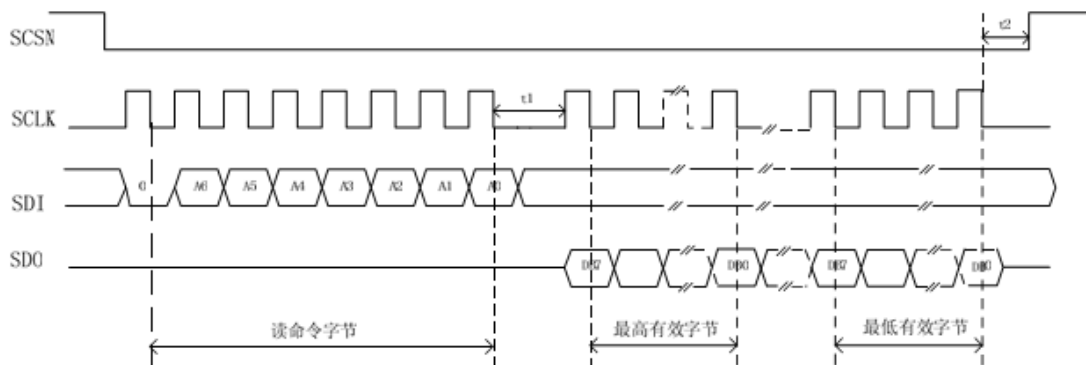 SCSN
t2
SCLK
t1
SDI
0 A6 A5 A4 A3 A2 A1 A0
SDO
DB7 DB0 DB7 DB0
读命令字节
最高有效字节
最低有效字节